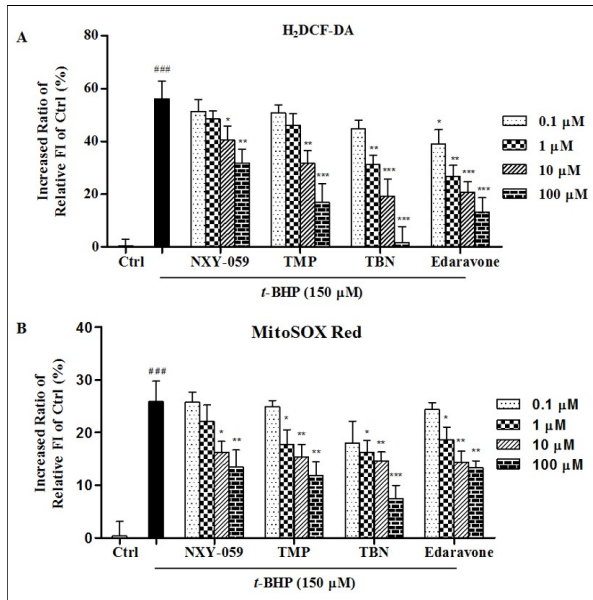 A
H₂DCF-DA
Increased Ratio of
Relative FI of Ctrl (%)
80
60
40
20
0
###
* **
***
** *** ***
* ** *** ***
0.1 µM
1 µM
10 µM
100 µM
Ctrl NXY-059 TMP TBN Edaravone
t-BHP (150 µM)
B
MitoSOX Red
Increased Ratio of
Relative FI of Ctrl (%)
40
30
20
10
0
###
* **
* ** **
* ** ***
* ** **
0.1 µM
1 µM
10 µM
100 µM
Ctrl NXY-059 TMP TBN Edaravone
t-BHP (150 µM)